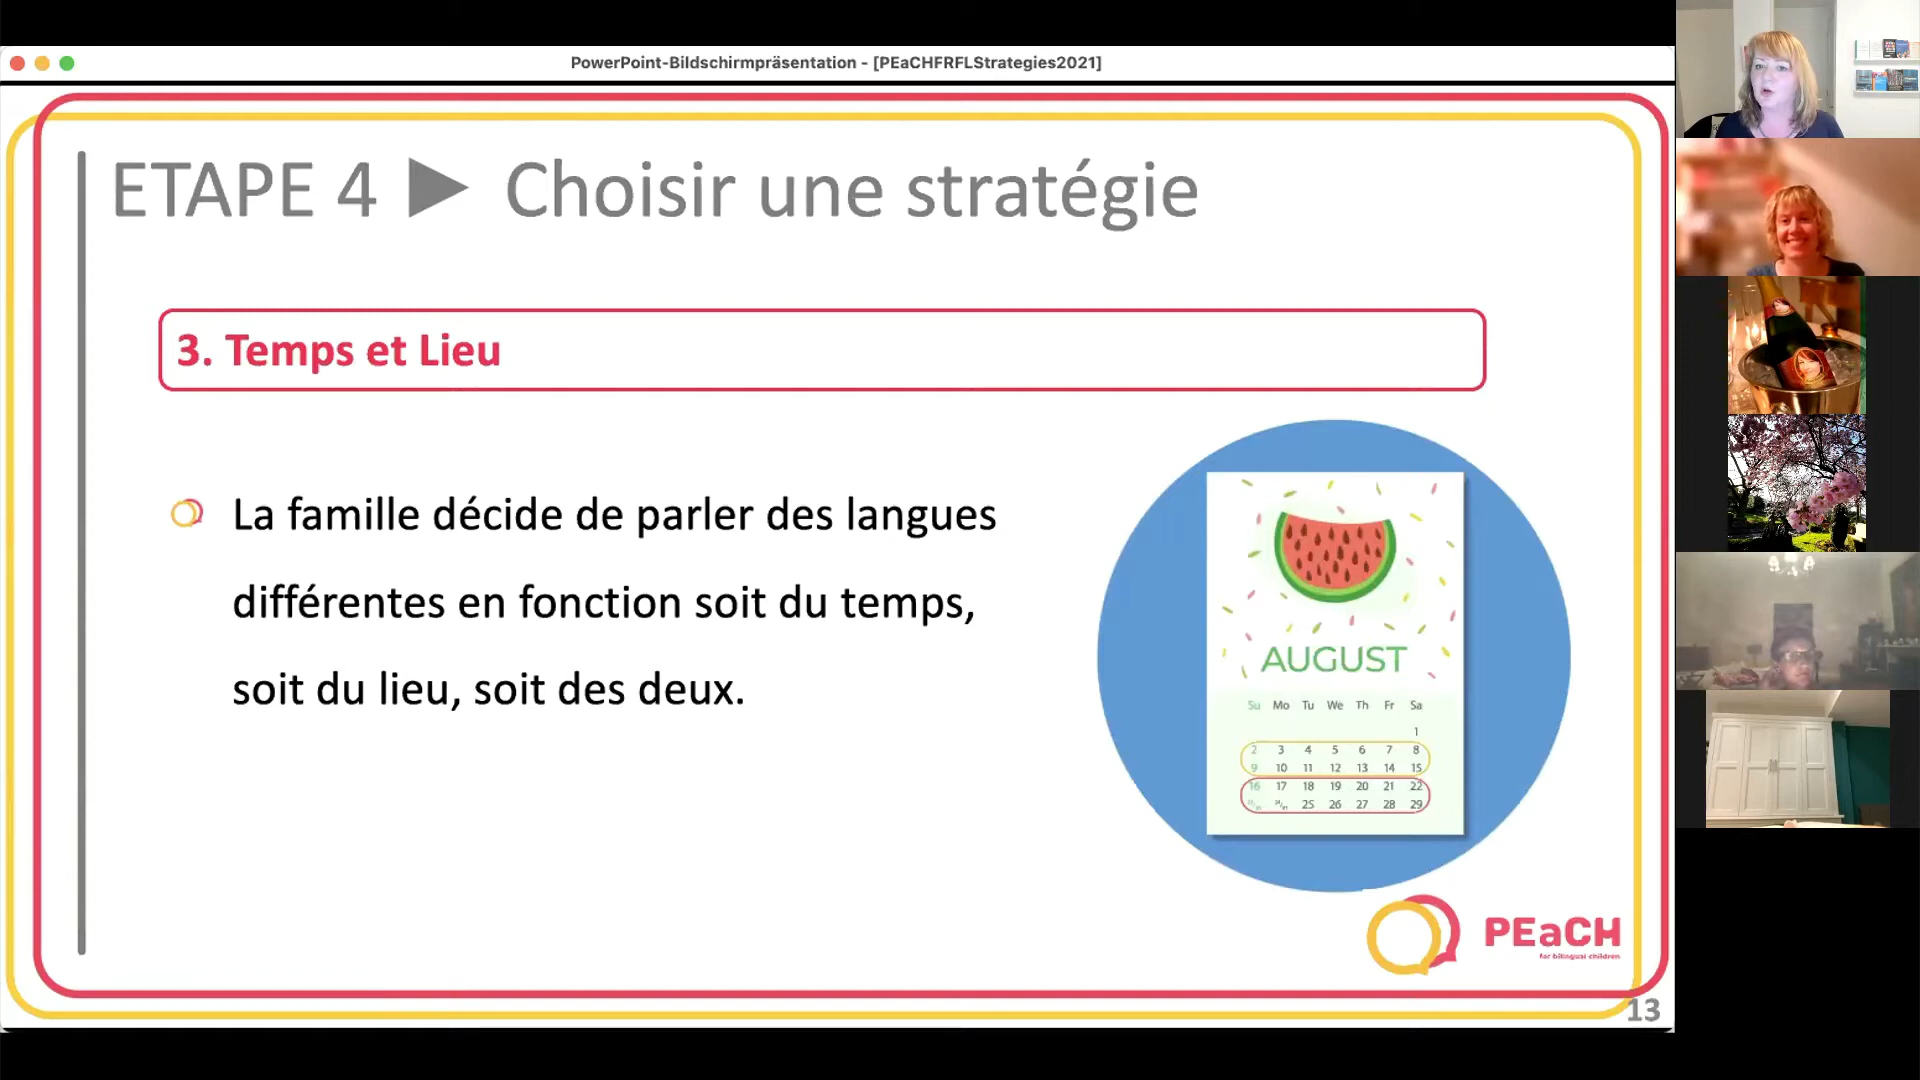 PowerPoint-Bildschirmpräsentation - [PEaCHFRFLStrategies2021]
ETAPE 4 ► Choisir une stratégie
3. Temps et Lieu
La famille décide de parler des langues
différentes en fonction soit du temps,
soit du lieu, soit des deux.
AUGUST
Su Mo Tu We Th Fr Sa
1
2 3 4 5 6 7 8
9 10 11 12 13 14 15
16 17 18 19 20 21 22
25 26 27 28 29
PEaCH
for bilingual children
13